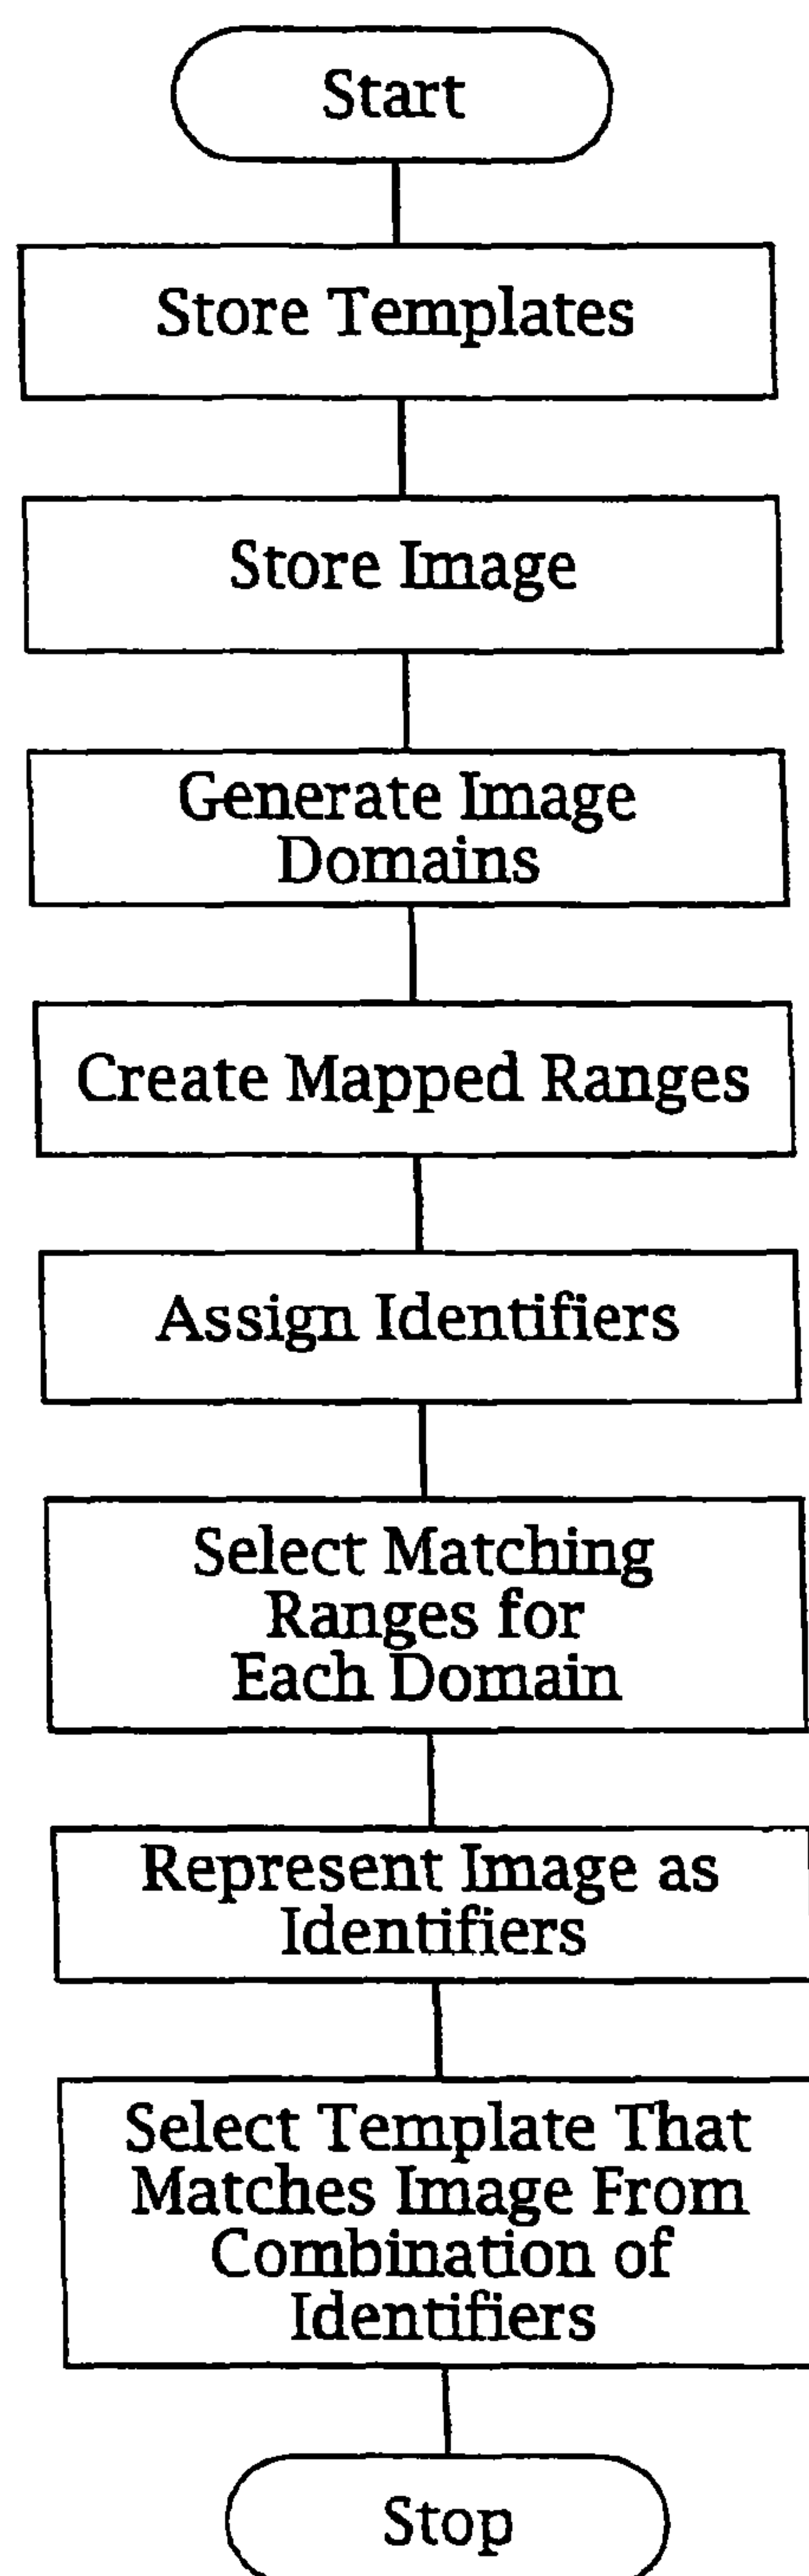 Start
Store Templates
Store Image
Generate Image
Domains
Create Mapped Ranges
Assign Identifiers
Select Matching
Ranges for
Each Domain
Represent Image as
Identifiers
Select Template That
Matches Image From
Combination of
Identifiers
Stop